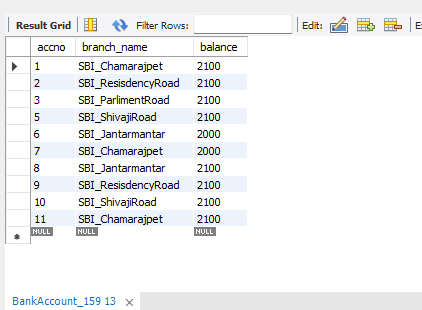 Result Grid Filter Rows: Edit:
accno branch_name balance
1 SBI_Chamarajpet 2100
2 SBI_ResisdencyRoad 2100
3 SBI_ParlimentRoad 2100
5 SBI_ShivajiRoad 2100
6 SBI_Jantarmantar 2000
7 SBI_Chamarajpet 2000
8 SBI_Jantarmantar 2100
9 SBI_ResisdencyRoad 2100
10 SBI_ShivajiRoad 2100
11 SBI_Chamarajpet 2100
NULL NULL NULL
BankAccount_159 13